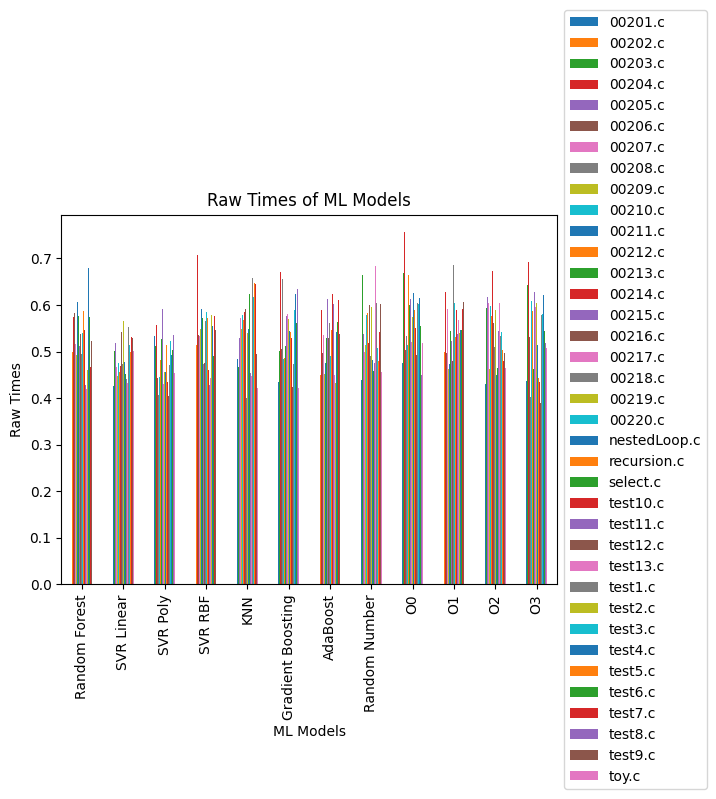 Raw Times of ML Models
Raw Times
0.7
0.6
0.5
0.4
0.3
0.2
0.1
0.0
Random Forest
SVR Linear
SVR Poly
SVR RBF
KNN
Gradient Boosting
AdaBoost
Random Number
O0
O1
O2
O3
ML Models
00201.c
00202.c
00203.c
00204.c
00205.c
00206.c
00207.c
00208.c
00209.c
00210.c
00211.c
00212.c
00213.c
00214.c
00215.c
00216.c
00217.c
00218.c
00219.c
00220.c
nestedLoop.c
recursion.c
select.c
test10.c
test11.c
test12.c
test13.c
test1.c
test2.c
test3.c
test4.c
test5.c
test6.c
test7.c
test8.c
test9.c
toy.c